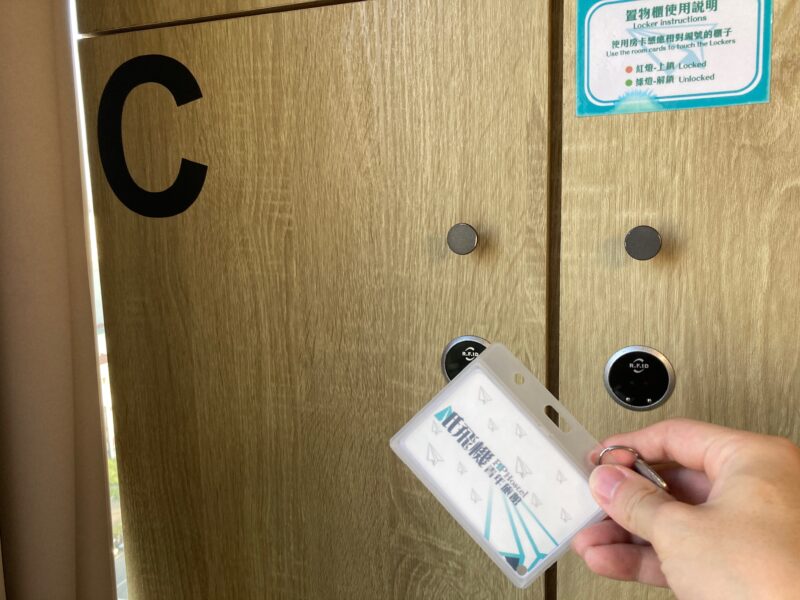 置物櫃使用說明
Locker instructions
使用房卡感應相對編號的櫃子
Use the room cards to touch the Lockers
紅燈-上鎖 Locked
綠燈-解鎖 Unlocked
C
R.F.ID
R.F.ID
紙飛機
Hostel
青年旅館